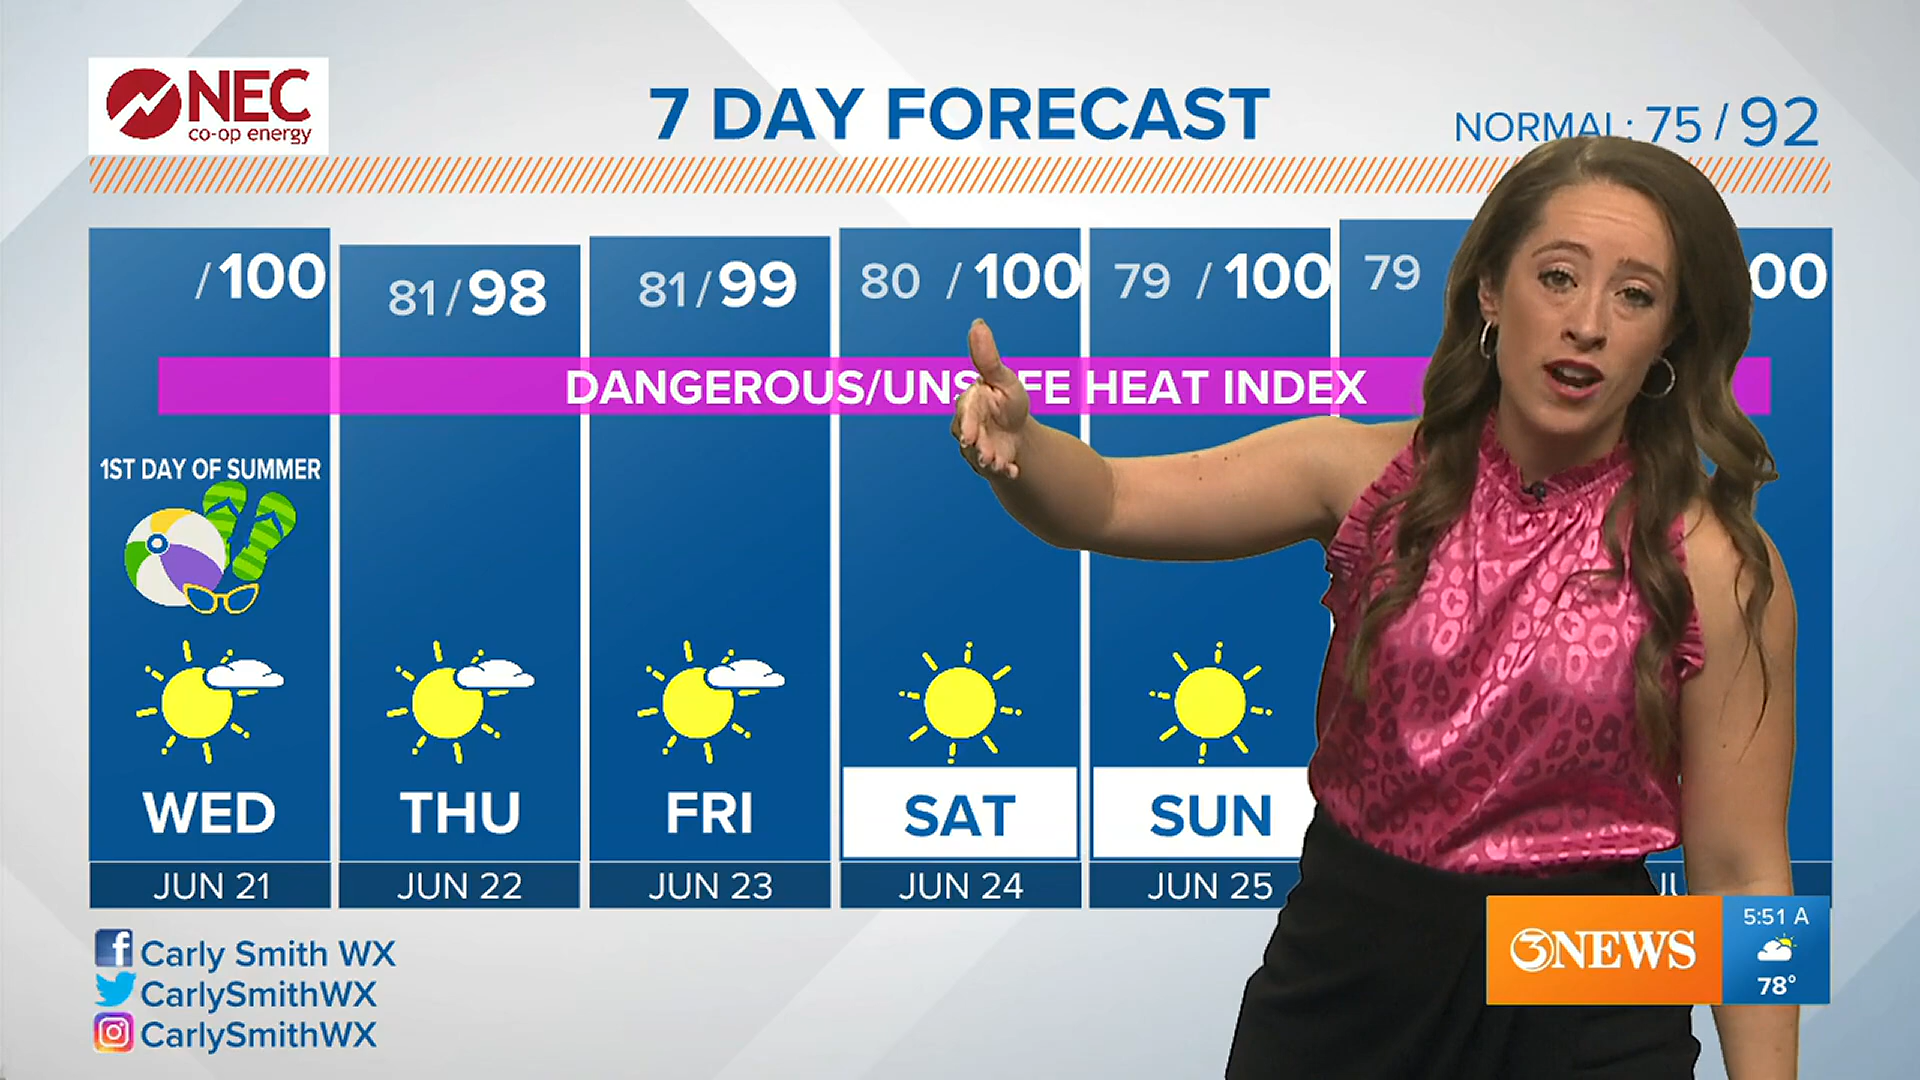 NEC
co-op energy
7 DAY FORECAST
NORMAL: 75 / 92
/ 100
81 / 98
81 / 99
80 / 100
79 / 100
79
00
DANGEROUS/UNSAFE HEAT INDEX
1ST DAY OF SUMMER
WED
THU
FRI
SAT
SUN
JUN 21
JUN 22
JUN 23
JUN 24
JUN 25
Carly Smith WX
CarlySmithWX
CarlySmithWX
3NEWS
5:51 A
78°